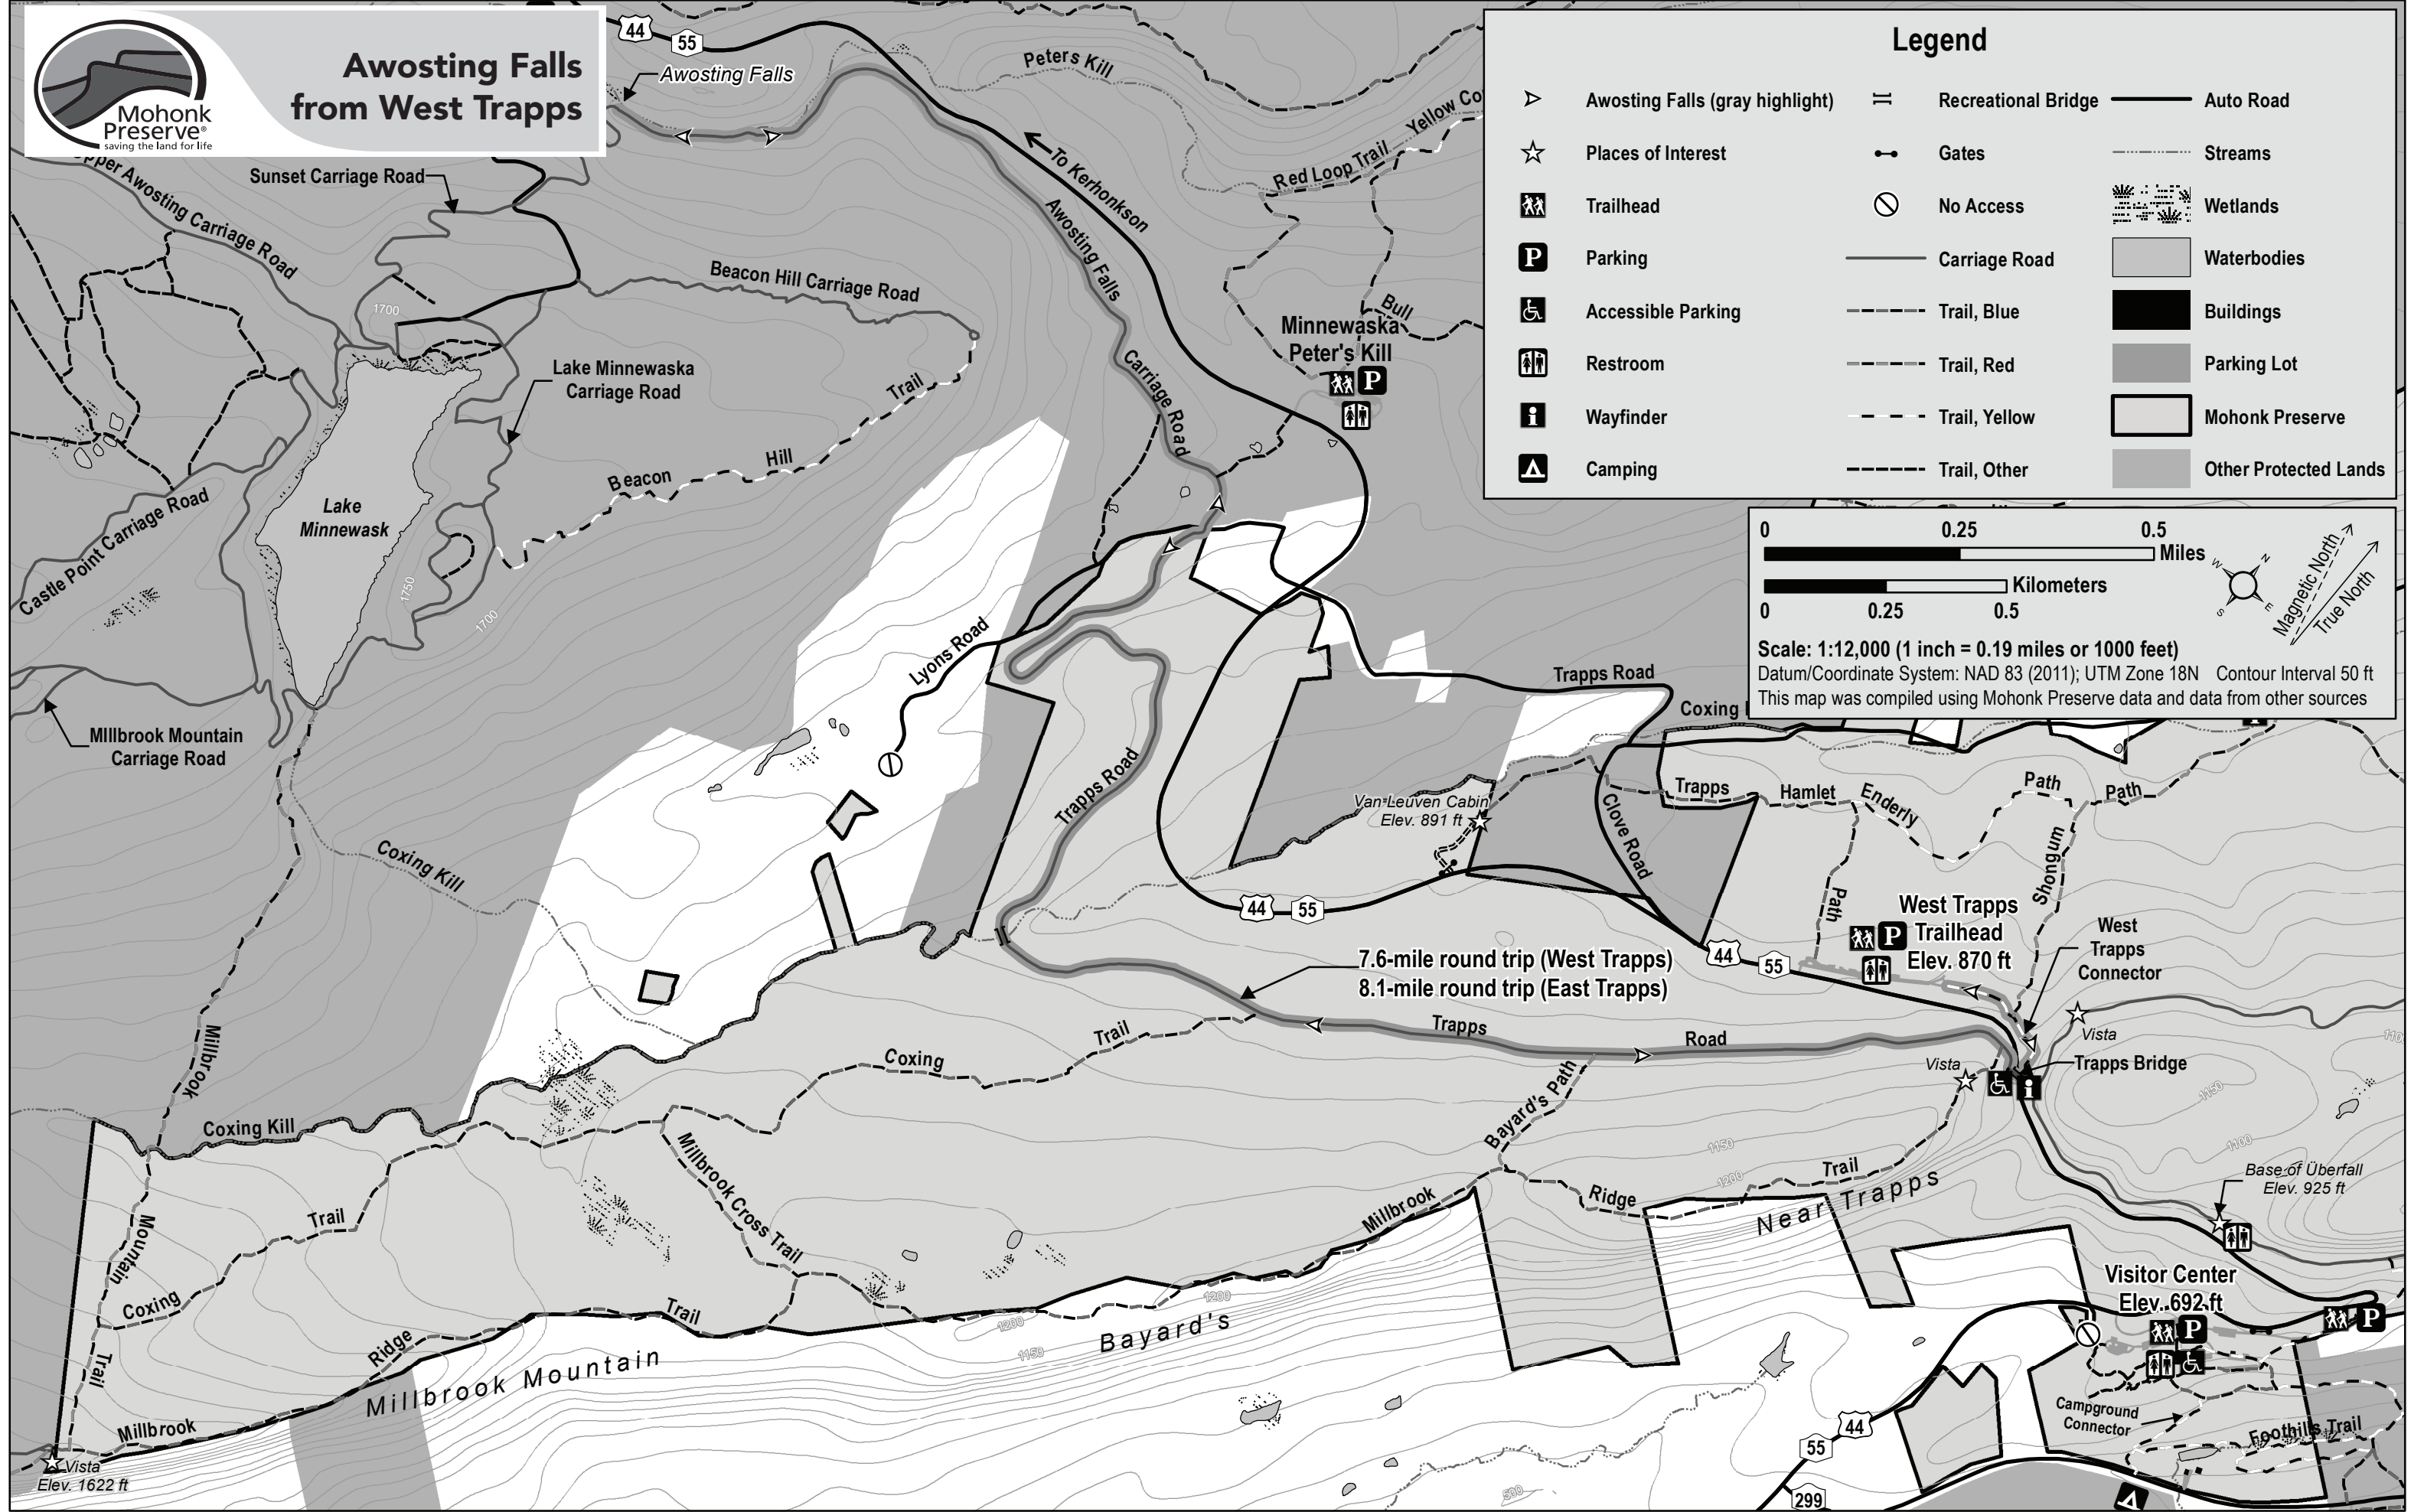 Mohonk
Preserve®
saving the land for life
Awosting Falls
from West Trapps
44
55
Awosting Falls
Peters Kill
To Kerhonkson
Red Loop Trail
Yellow Co
Upper Awosting Carriage Road
Sunset Carriage Road
Beacon Hill Carriage Road
Awosting Falls
Carriage Road
Bull
Minnewaska
Peter's Kill
P
1700
Lake Minnewaska
Carriage Road
Beacon
Hill
Trail
Lake
Minnewask
Castle Point Carriage Road
1750
1700
MIllbrook Mountain
Carriage Road
Lyons Road
Trapps Road
Trapps Road
Coxing
Legend
Awosting Falls (gray highlight)
Recreational Bridge
Auto Road
Places of Interest
Gates
Streams
Trailhead
No Access
Wetlands
P
Parking
Carriage Road
Waterbodies
Accessible Parking
Trail, Blue
Buildings
Restroom
Trail, Red
Parking Lot
i
Wayfinder
Trail, Yellow
Mohonk Preserve
Camping
Trail, Other
Other Protected Lands
0
0.25
0.5
Miles
Kilometers
0
0.25
0.5
W
N
S
E
Magnetic North
True North
Scale: 1:12,000 (1 inch = 0.19 miles or 1000 feet)
Datum/Coordinate System: NAD 83 (2011); UTM Zone 18N Contour Interval 50 ft
This map was compiled using Mohonk Preserve data and data from other sources
Van Leuven Cabin
Elev. 891 ft
Clove Road
Trapps
Hamlet
Path
Enderly
Path
Shongum
Path
44
55
44
55
West Trapps
Trailhead
Elev. 870 ft
P
West
Trapps
Connector
Vista
Trapps Bridge
Vista
i
7.6-mile round trip (West Trapps)
8.1-mile round trip (East Trapps)
Trapps
Road
Coxing Kill
Millbrook
Mountain
Trail
Coxing Kill
Coxing
Trail
Coxing
Trail
Millbrook Cross Trail
Bayard's Path
Millbrook
Ridge
Trail
1150
1200
1150
1100
1100
Near Trapps
Base of Überfall
Elev. 925 ft
Visitor Center
Elev. 692 ft
P
P
Millbrook
Ridge
Trail
Millbrook Mountain
Bayard's
1200
1150
1200
Vista
Elev. 1622 ft
Campground
Connector
Foothills Trail
44
55
299
500